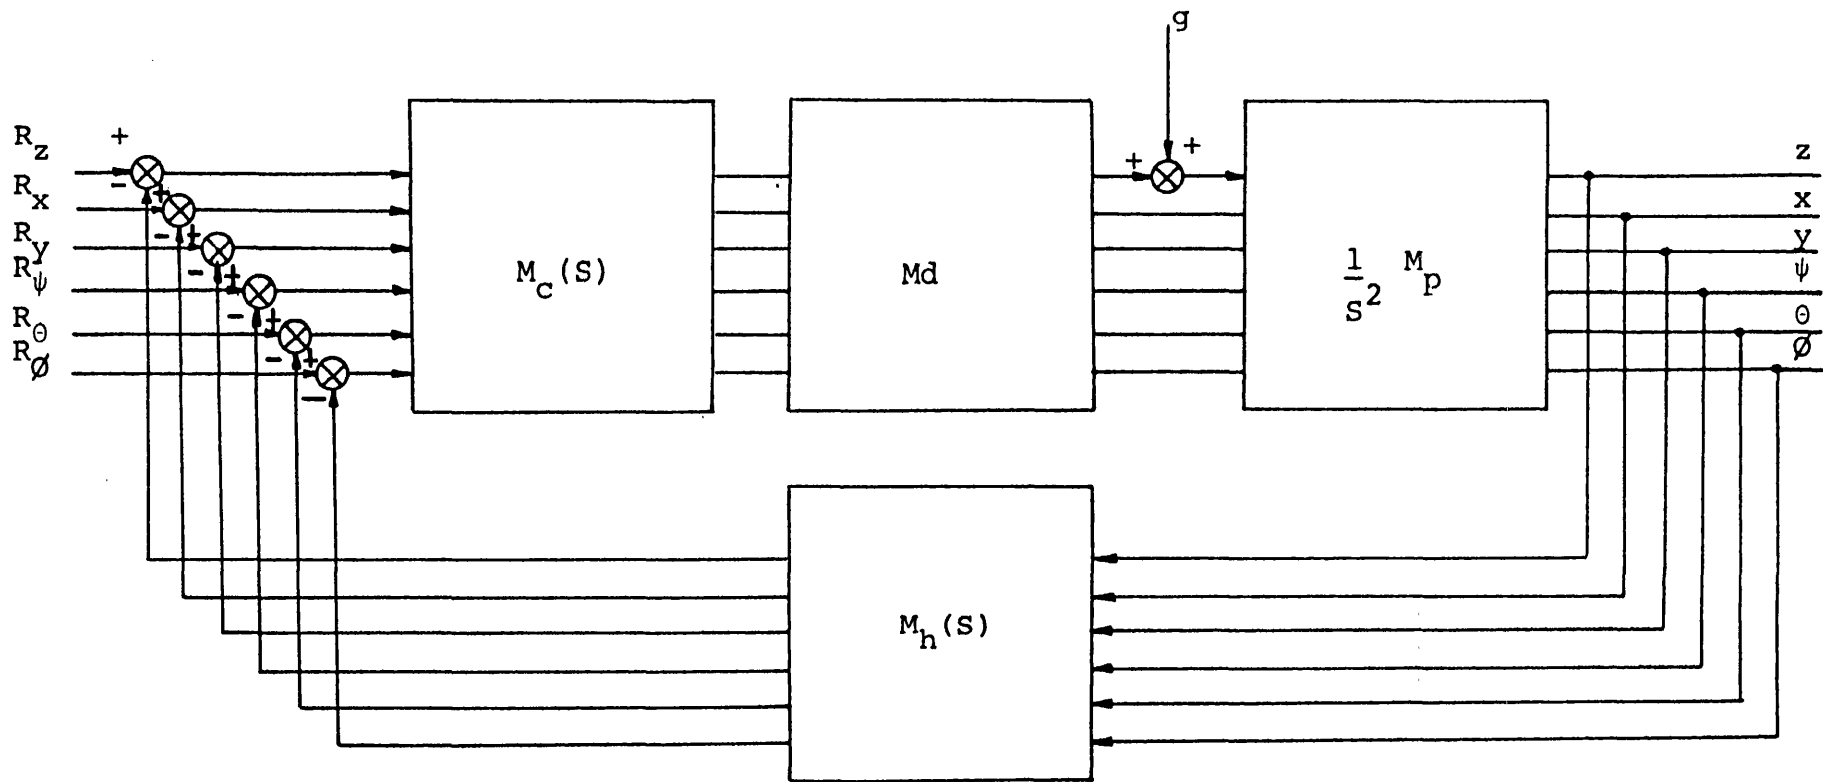 g
R_z
R_x
R_y
R_ψ
R_θ
R_Ø
+
-
+
-
+
-
+
-
+
-
+
-
M_c(S)
Md
+
+
1/S^2 M_p
z
x
y
ψ
θ
Ø
M_h(S)